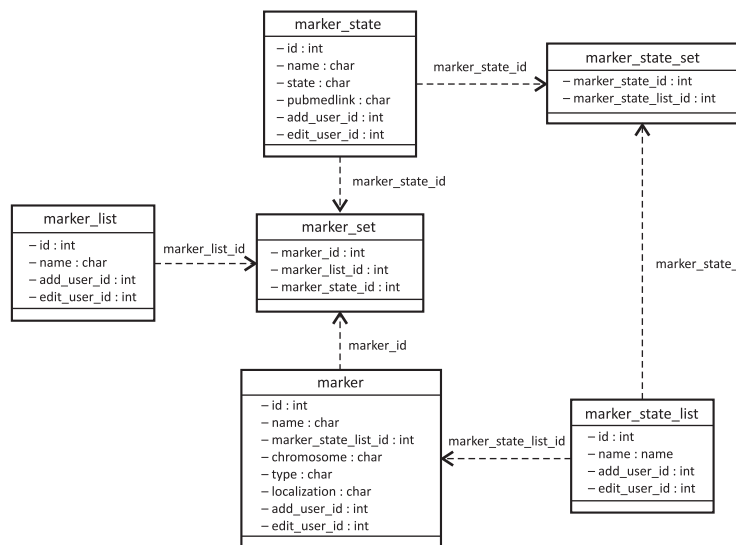 marker_state
– id : int
– name : char
– state : char
– pubmedlink : char
– add_user_id : int
– edit_user_id : int
marker_state_id
marker_state_set
– marker_state_id : int
– marker_state_list_id : int
marker_state_id
marker_list
– id : int
– name : char
– add_user_id : int
– edit_user_id : int
marker_list_id
marker_set
– marker_id : int
– marker_list_id : int
– marker_state_id : int
marker_state_
marker_id
marker
– id : int
– name : char
– marker_state_list_id : int
– chromosome : char
– type : char
– localization : char
– add_user_id : int
– edit_user_id : int
marker_state_list_id
marker_state_list
– id : int
– name : name
– add_user_id : int
– edit_user_id : int